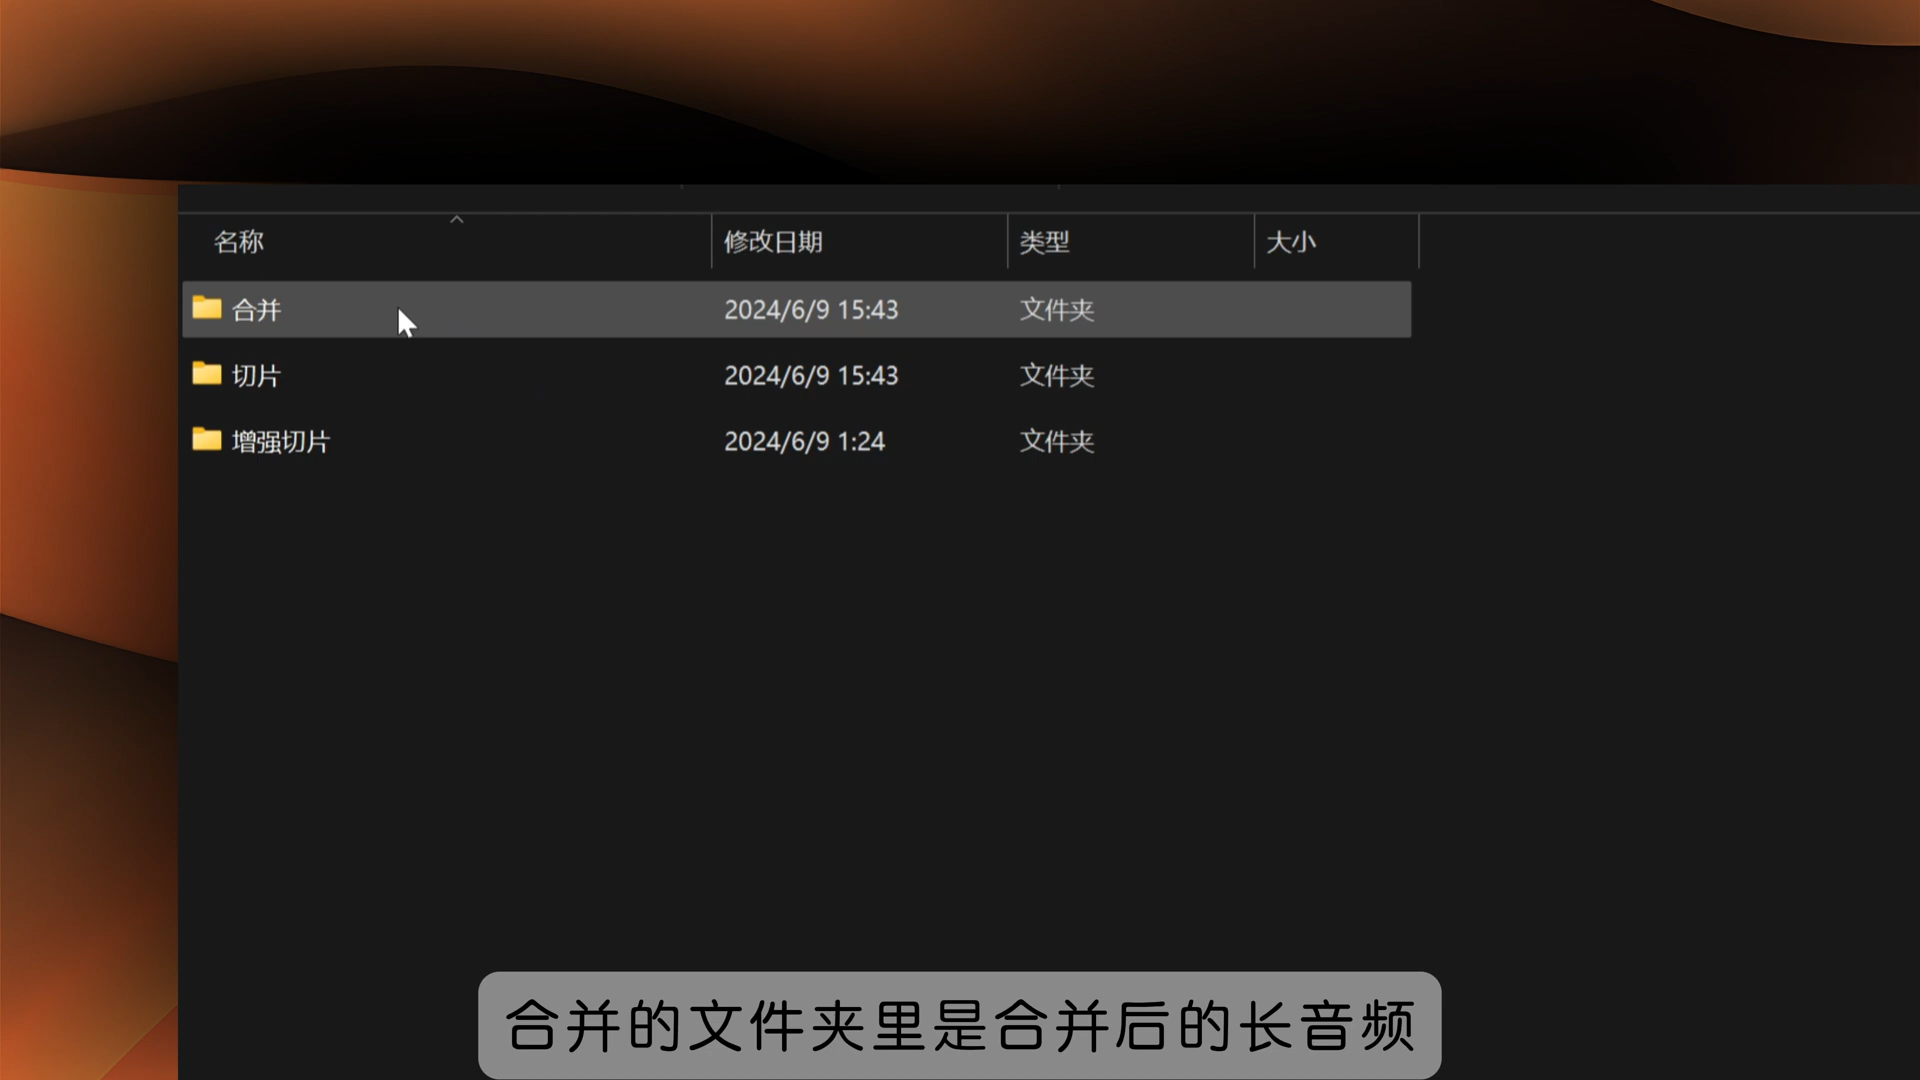 名称 修改日期 类型 大小
合并 2024/6/9 15:43 文件夹
切片 2024/6/9 15:43 文件夹
增强切片 2024/6/9 1:24 文件夹
合并的文件夹里是合并后的长音频